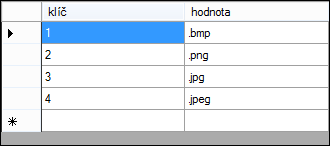 klíč hodnota
1 .bmp
2 .png
3 .jpg
4 .jpeg